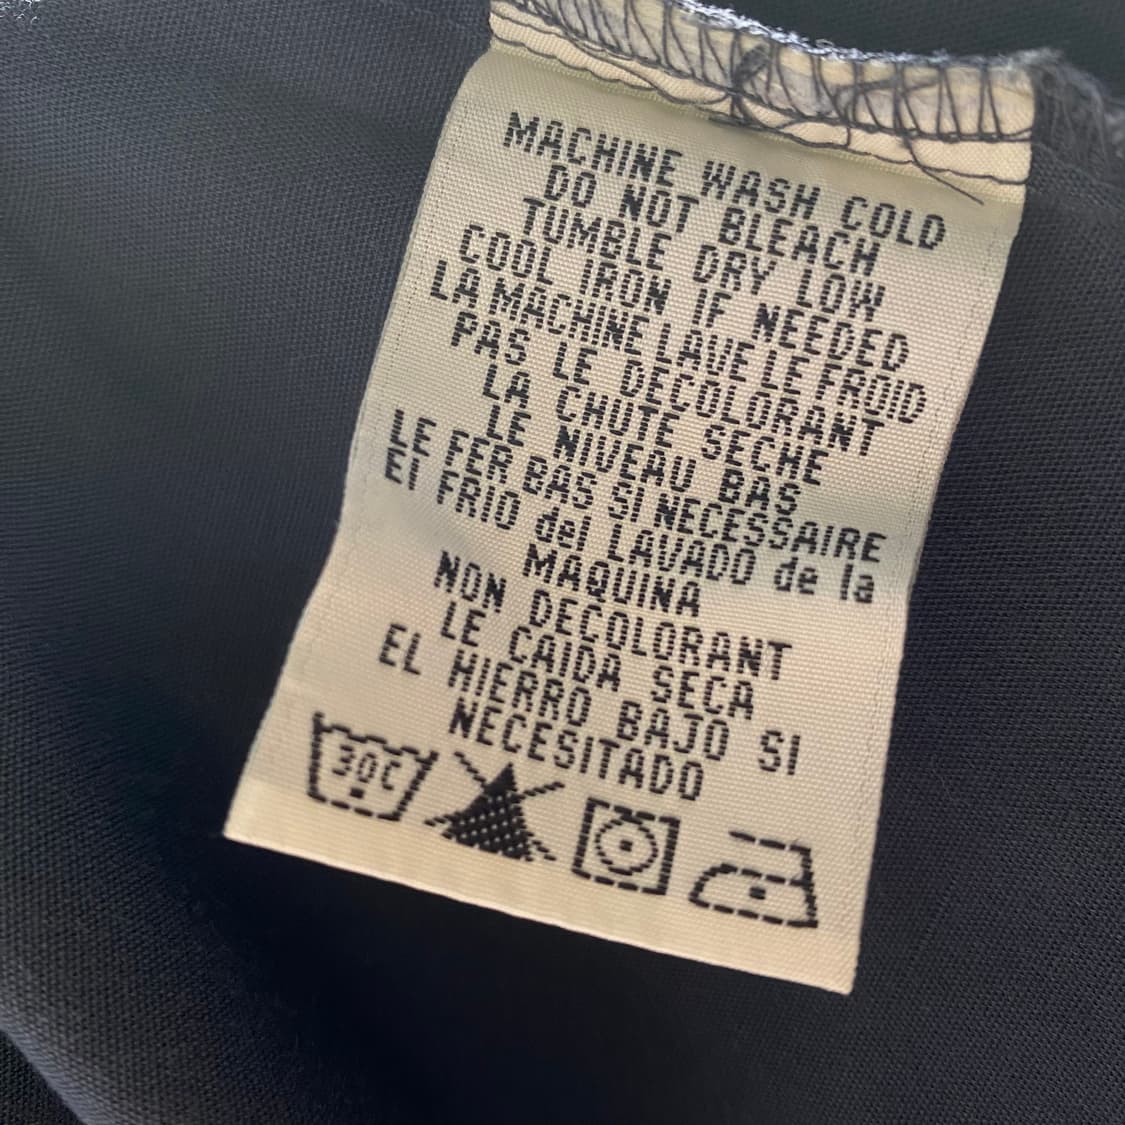 MACHINE WASH COLD
DO NOT BLEACH
TUMBLE DRY LOW
COOL IRON IF NEEDED
LA MACHINE LAVE LE FROID
PAS LE DECOLORANT
LA CHUTE SECHE
LE NIVEAU BAS
LE FER BAS SI NECESSAIRE
El FRIO del LAVADO de la
MAQUINA
NON DECOLORANT
LE CAIDA SECA
EL HIERRO BAJO SI
NECESITADO
30C